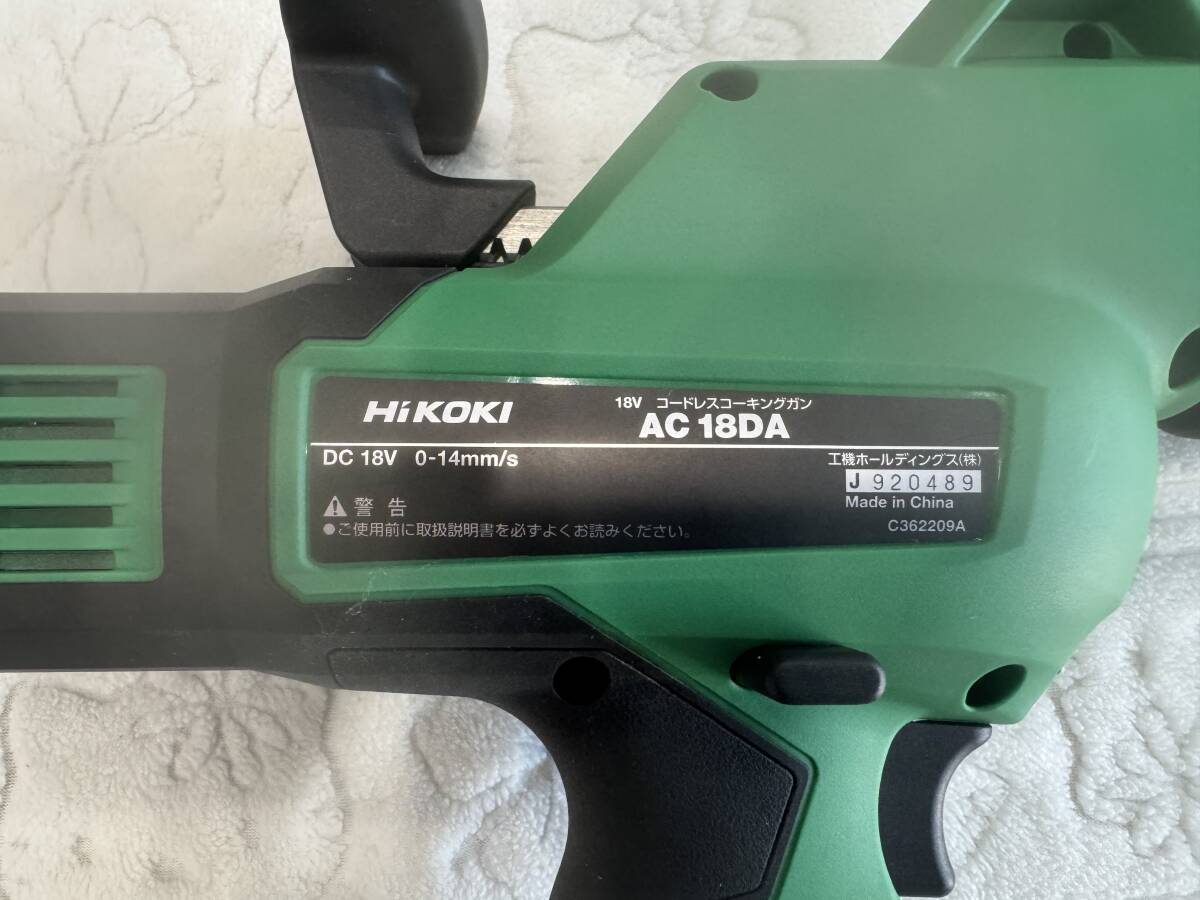 HiKOKI
18V コードレスコーキングガン
AC 18DA
DC 18V 0-14mm/s
工機ホールディングス(株)
J 920489
Made in China
C362209A
警告
●ご使用前に取扱説明書を必ずよくお読みください。